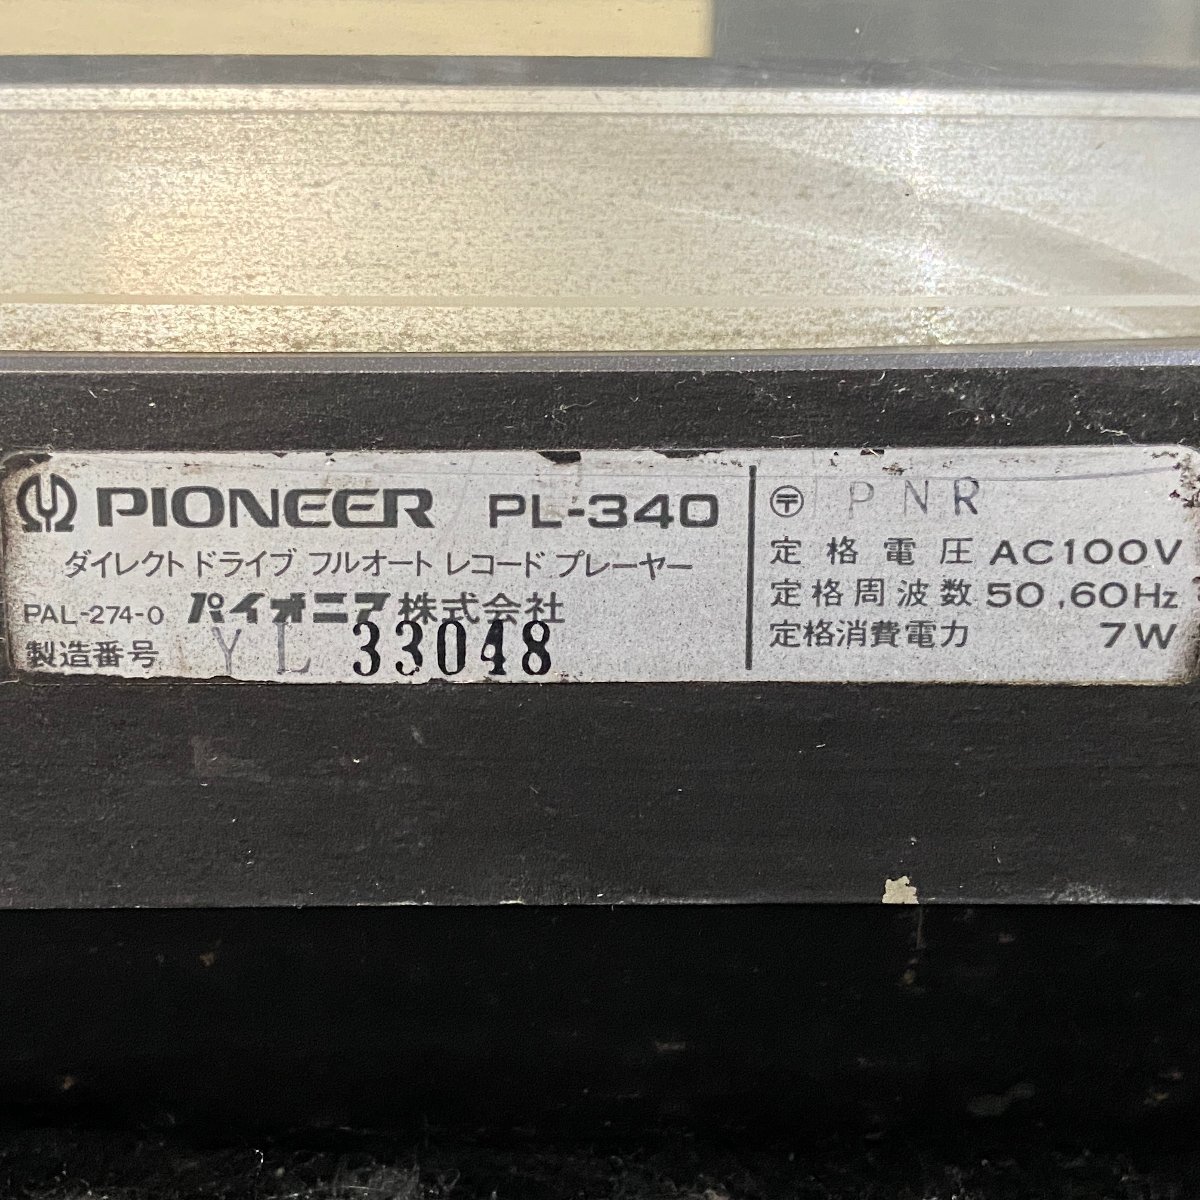 PIONEER PL-340
ダイレクト ドライブ フルオート レコード プレーヤー
PAL-274-0 パイオニア株式会社
製造番号 YL 33048
〒 PNR
定格電圧 AC100V
定格周波数 50,60Hz
定格消費電力 7W